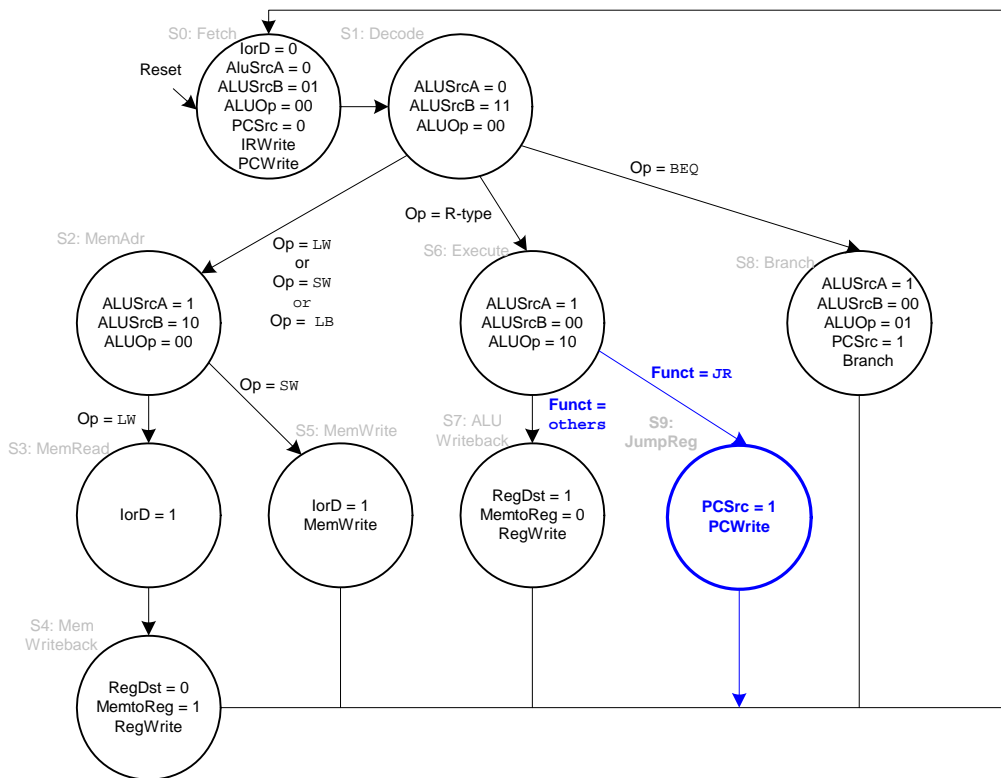 S0: Fetch
S1: Decode
Reset
IorD = 0
AluSrcA = 0
ALUSrcB = 01
ALUOp = 00
PCSrc = 0
IRWrite
PCWrite
ALUSrcA = 0
ALUSrcB = 11
ALUOp = 00
Op = BEQ
Op = R-type
Op = LW
or
Op = SW
or
Op = LB
S2: MemAdr
S6: Execute
S8: Branch
ALUSrcA = 1
ALUSrcB = 10
ALUOp = 00
ALUSrcA = 1
ALUSrcB = 00
ALUOp = 10
ALUSrcA = 1
ALUSrcB = 00
ALUOp = 01
PCSrc = 1
Branch
Op = SW
Funct = JR
Op = LW
Funct =
others
S3: MemRead
S5: MemWrite
S7: ALU
Writeback
S9:
JumpReg
IorD = 1
IorD = 1
MemWrite
RegDst = 1
MemtoReg = 0
RegWrite
PCSrc = 1
PCWrite
S4: Mem
Writeback
RegDst = 0
MemtoReg = 1
RegWrite